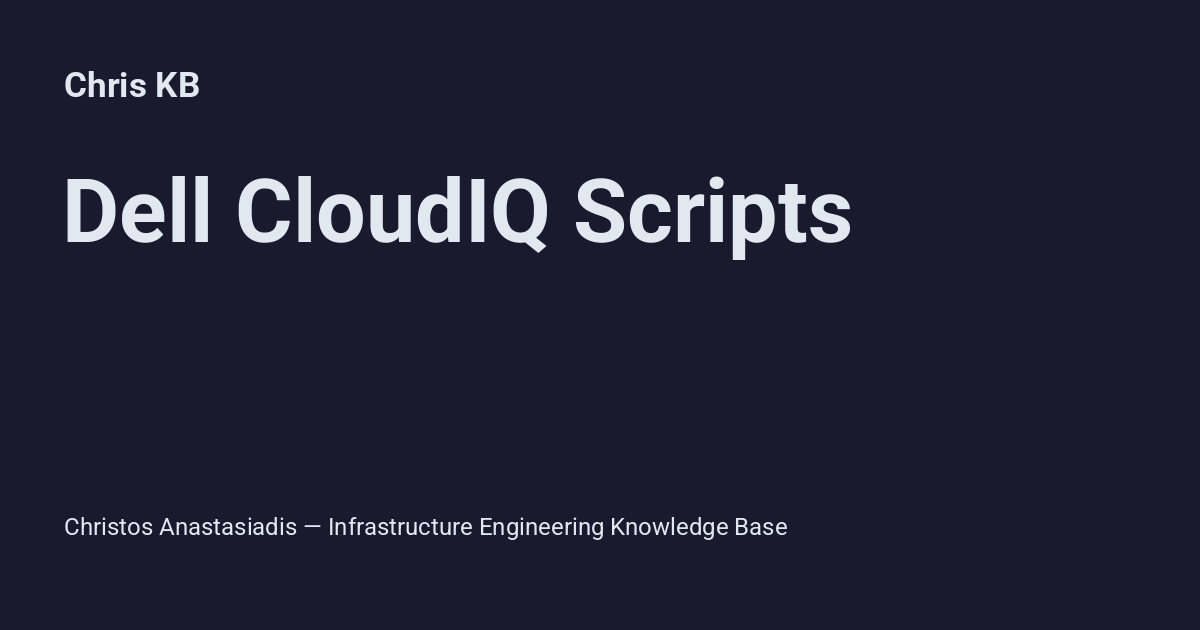 Chris KB
Dell CloudIQ Scripts
Christos Anastasiadis — Infrastructure Engineering Knowledge Base